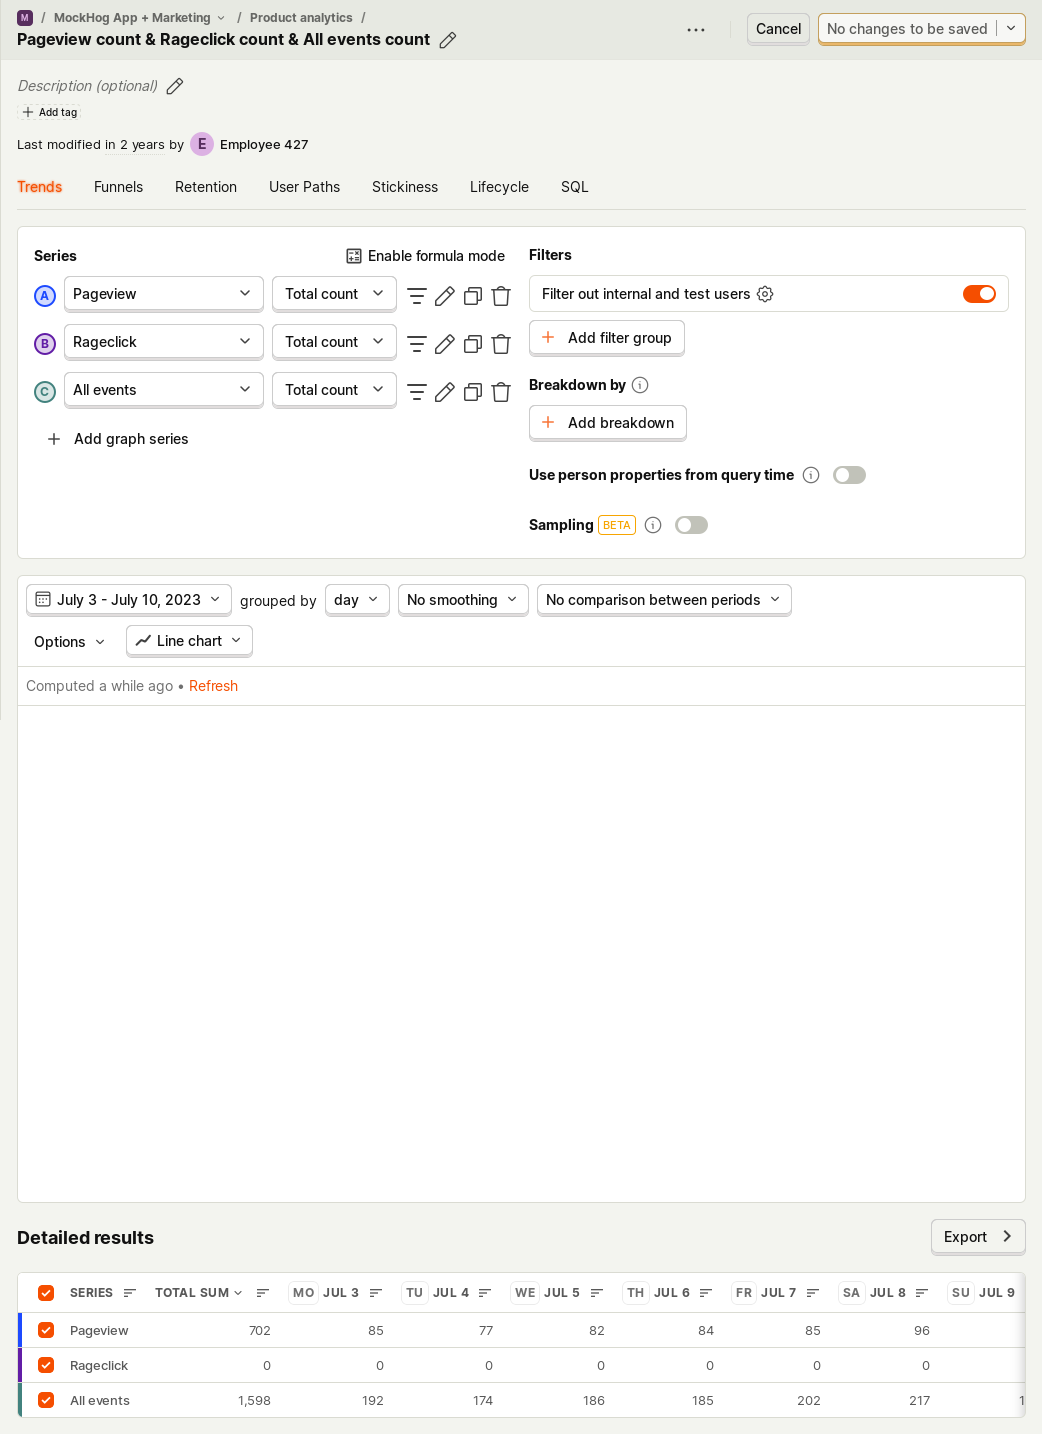 M / MockHog App + Marketing / Product analytics /
Pageview count & Rageclick count & All events count
Cancel
No changes to be saved
Description (optional)
Add tag
Last modified in 2 years by E Employee 427
Trends Funnels Retention User Paths Stickiness Lifecycle SQL
Series
Enable formula mode
A Pageview Total count
B Rageclick Total count
C All events Total count
Add graph series
Filters
Filter out internal and test users
Add filter group
Breakdown by
Add breakdown
Use person properties from query time
Sampling BETA
July 3 - July 10, 2023 grouped by day No smoothing No comparison between periods
Options Line chart
Computed a while ago • Refresh
Detailed results
Export
SERIES TOTAL SUM MO JUL 3 TU JUL 4 WE JUL 5 TH JUL 6 FR JUL 7 SA JUL 8 SU JUL 9
Pageview 702 85 77 82 84 85 96
Rageclick 0 0 0 0 0 0 0
All events 1,598 192 174 186 185 202 217